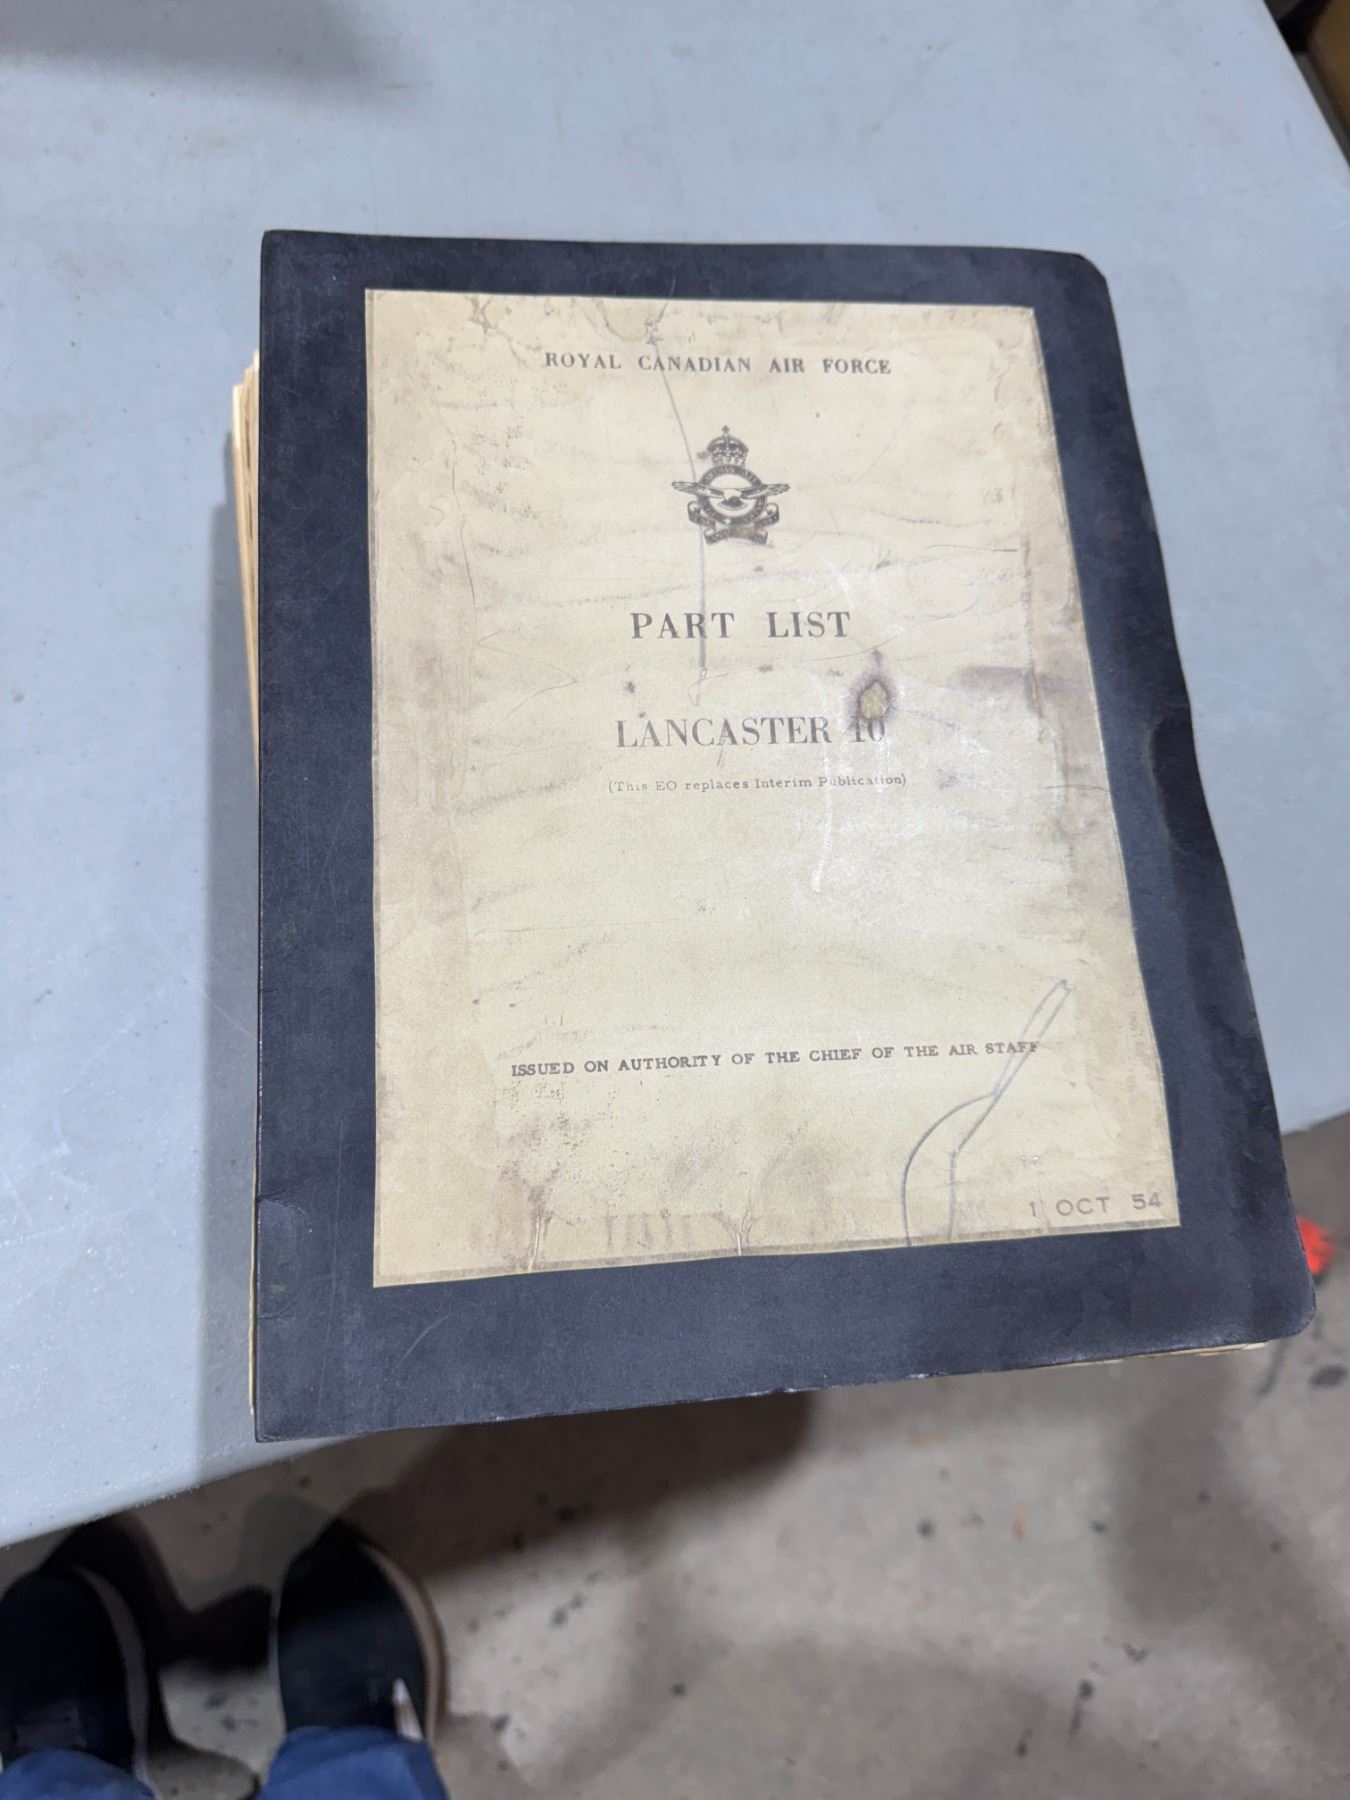 ROYAL CANADIAN AIR FORCE
PART LIST
LANCASTER 10
(This EO replaces Interim Publication)
ISSUED ON AUTHORITY OF THE CHIEF OF THE AIR STAFF
1 OCT 54